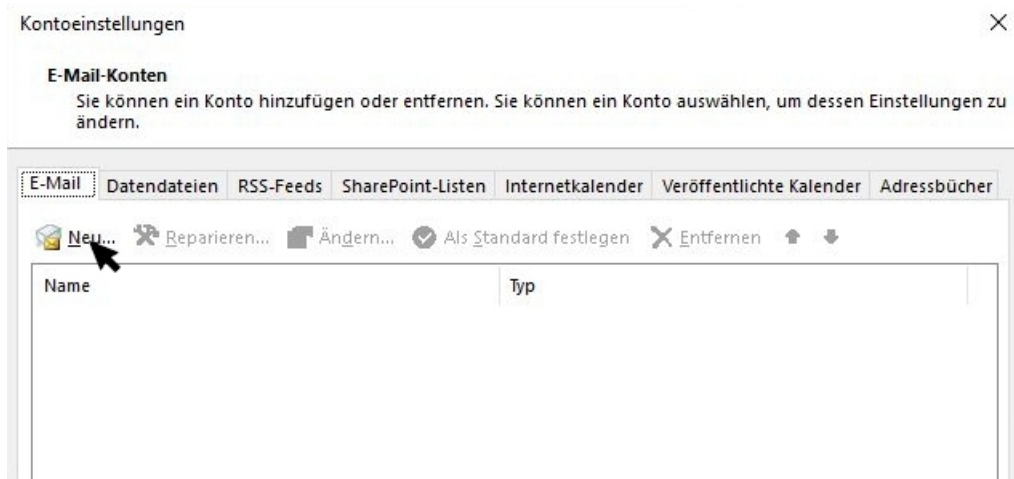 Kontoeinstellungen
E-Mail-Konten
Sie können ein Konto hinzufügen oder entfernen. Sie können ein Konto auswählen, um dessen Einstellungen zu
ändern.
E-Mail Datendateien RSS-Feeds SharePoint-Listen Internetkalender Veröffentlichte Kalender Adressbücher
Neu... Reparieren... Ändern... Als Standard festlegen Entfernen
Name Typ